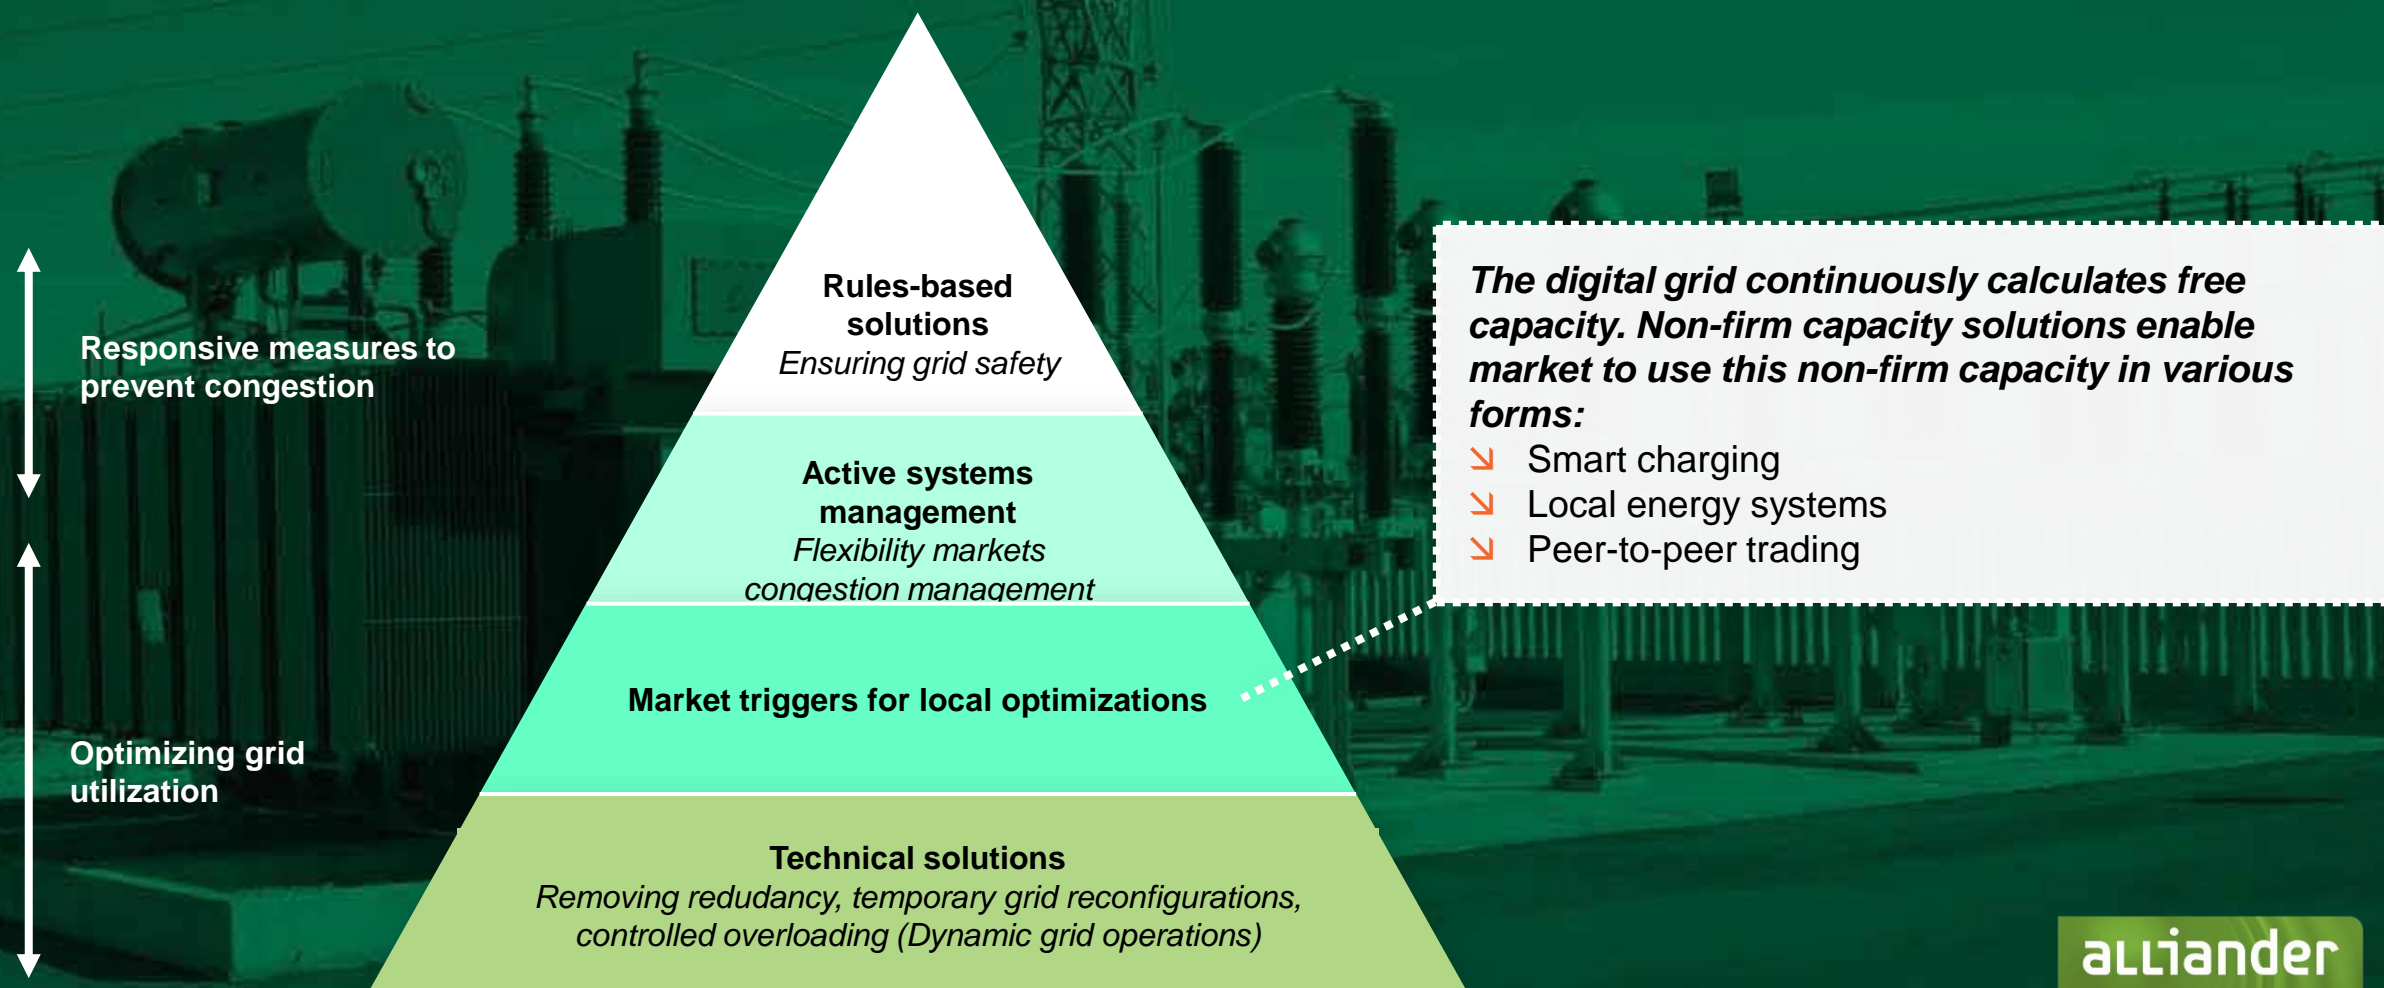 Rules-based
solutions
Ensuring grid safety
Responsive measures to
prevent congestion
Active systems
management
Flexibility markets
congestion management
Market triggers for local optimizations
Optimizing grid
utilization
Technical solutions
Removing redudancy, temporary grid reconfigurations,
controlled overloading (Dynamic grid operations)
The digital grid continuously calculates free
capacity. Non-firm capacity solutions enable
market to use this non-firm capacity in various
forms:
Smart charging
Local energy systems
Peer-to-peer trading
alliander